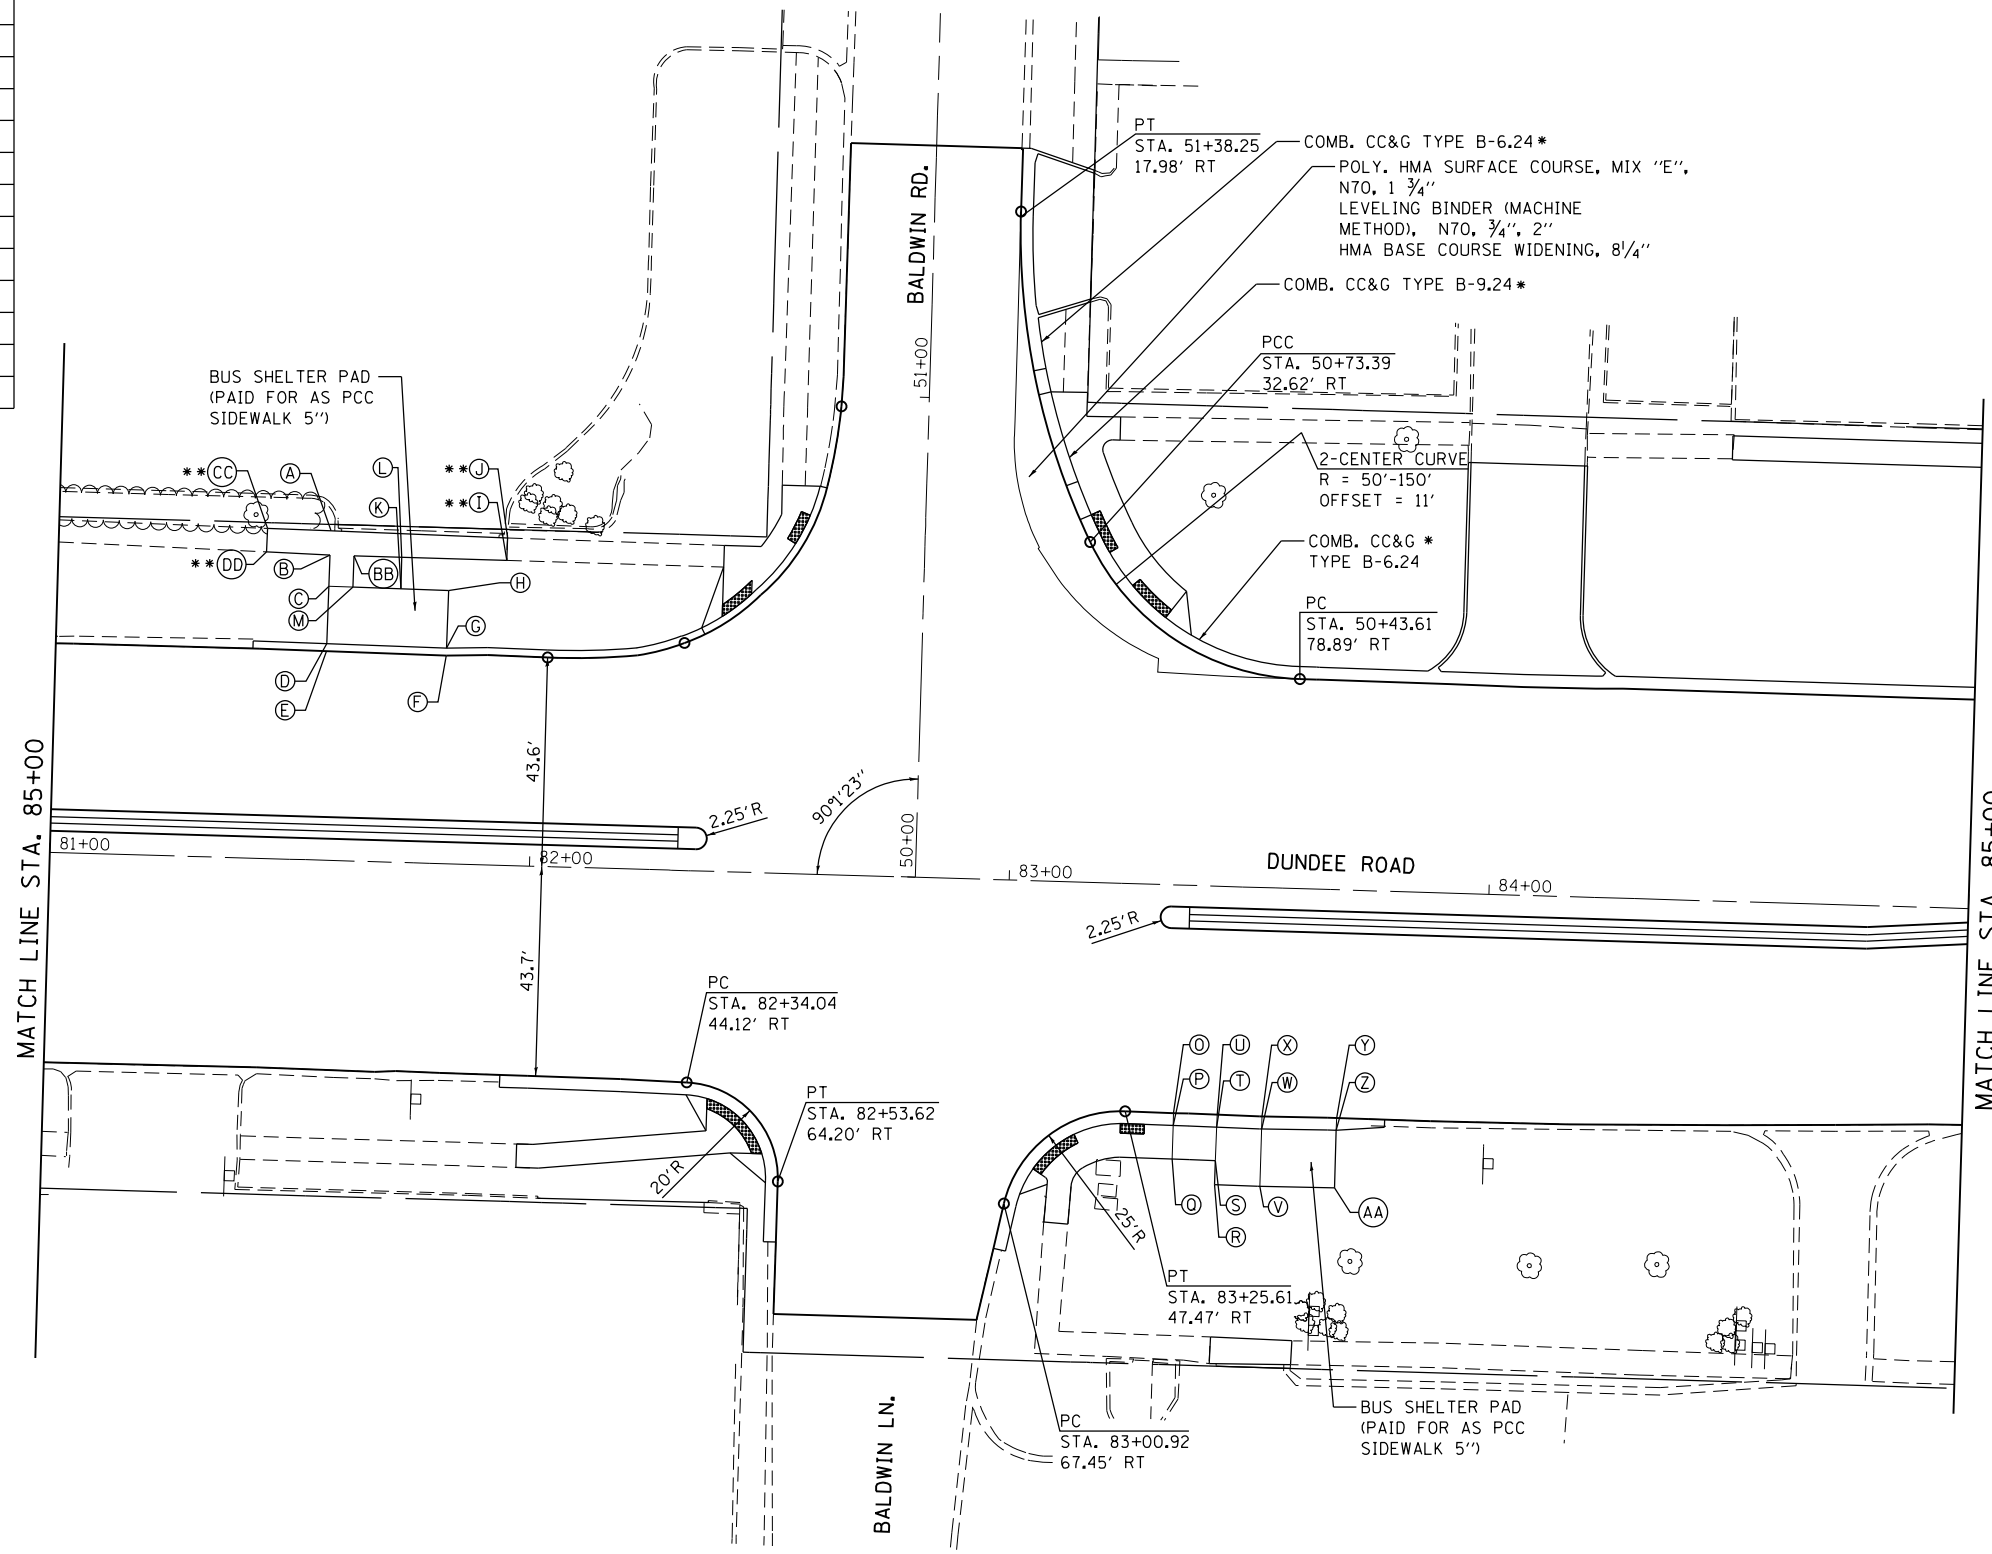 PT
STA. 51+38.25
17.98' RT
COMB. CC&G TYPE B-6.24*
POLY. HMA SURFACE COURSE, MIX "E",
N70, 1 3/4"
LEVELING BINDER (MACHINE
METHOD), N70, 3/4", 2"
HMA BASE COURSE WIDENING, 8 1/4"
COMB. CC&G TYPE B-9.24*
BALDWIN RD.
51+00
PCC
STA. 50+73.39
32.62' RT
BUS SHELTER PAD
(PAID FOR AS PCC
SIDEWALK 5")
2-CENTER CURVE
R = 50'-150'
OFFSET = 11'
**CC
A
L
**J
K
**I
COMB. CC&G *
TYPE B-6.24
**DD
B
BB
H
C
M
G
PC
STA. 50+43.61
78.89' RT
D
E
F
MATCH LINE STA. 85+00
43.6'
90°1'23"
2.25'R
50+00
81+00
82+00
83+00
DUNDEE ROAD
84+00
2.25'R
MATCH LINE STA. 85+00
43.7'
PC
STA. 82+34.04
44.12' RT
O
U
X
Y
P
T
W
Z
PT
STA. 82+53.62
64.20' RT
20'R
25'R
Q
S
V
AA
R
PT
STA. 83+25.61
47.47' RT
BALDWIN LN.
PC
STA. 83+00.92
67.45' RT
BUS SHELTER PAD
(PAID FOR AS PCC
SIDEWALK 5")